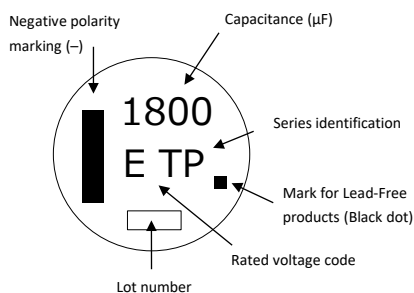 Negative polarity
marking (–)
Capacitance (µF)
1800
Series identification
E TP
Mark for Lead-Free
products (Black dot)
Rated voltage code
Lot number